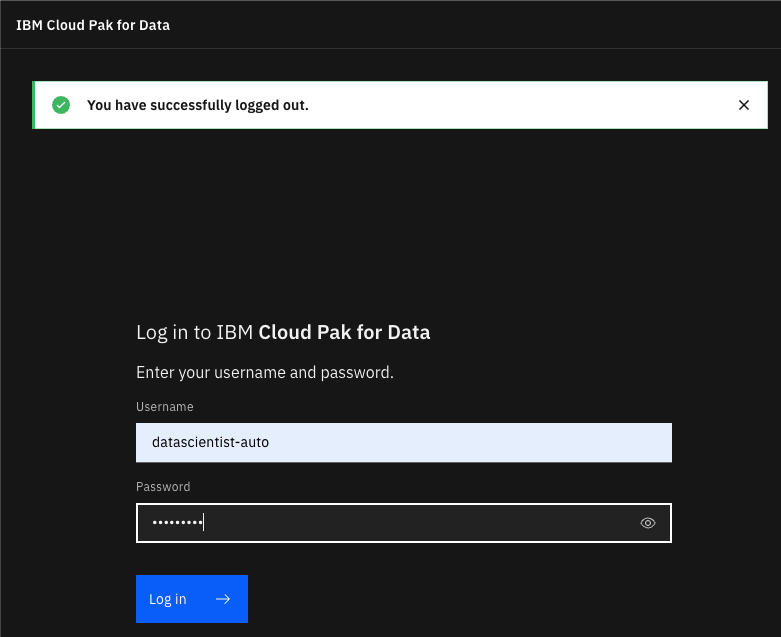 IBM Cloud Pak for Data
You have successfully logged out.
Log in to IBM Cloud Pak for Data
Enter your username and password.
Username
datascientist-auto
Password
•••••••••
Log in